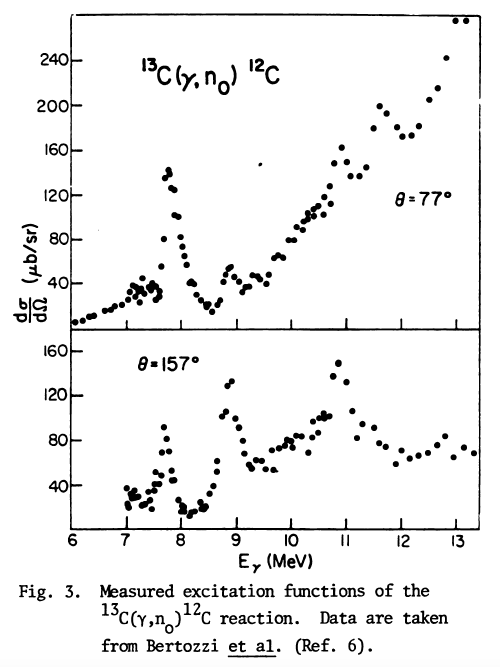 ¹³C(γ,n₀) ¹²C
240
200
160
120
80
40
dσ/dΩ (μb/sr)
θ=77°
θ=157°
160
120
80
40
6 7 8 9 10 11 12 13
Eγ (MeV)
Fig. 3. Measured excitation functions of the
¹³C(γ,n₀)¹²C reaction. Data are taken
from Bertozzi et al. (Ref. 6).